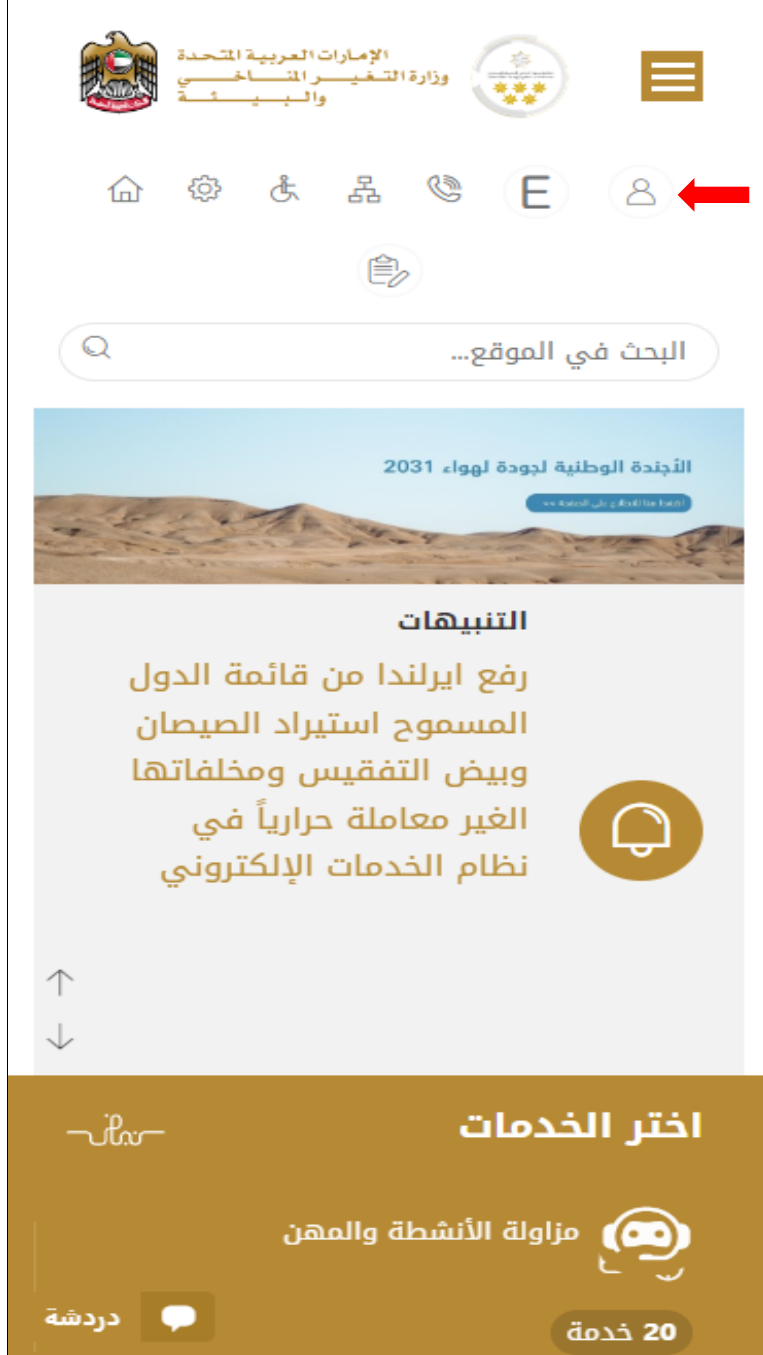 الإمارات العربية المتحدة
وزارة التغيير المناخي
والبيئة
E
البحث في الموقع...
الأجندة الوطنية لجودة لهواء 2031
التنبيهات
رفع ايرلندا من قائمة الدول
المسموح استيراد الصيصان
وبيض التفقيس ومخلفاتها
الغير معاملة حرارياً في
نظام الخدمات الإلكتروني
اختر الخدمات
مزاولة الأنشطة والمهن
20 خدمة
دردشة